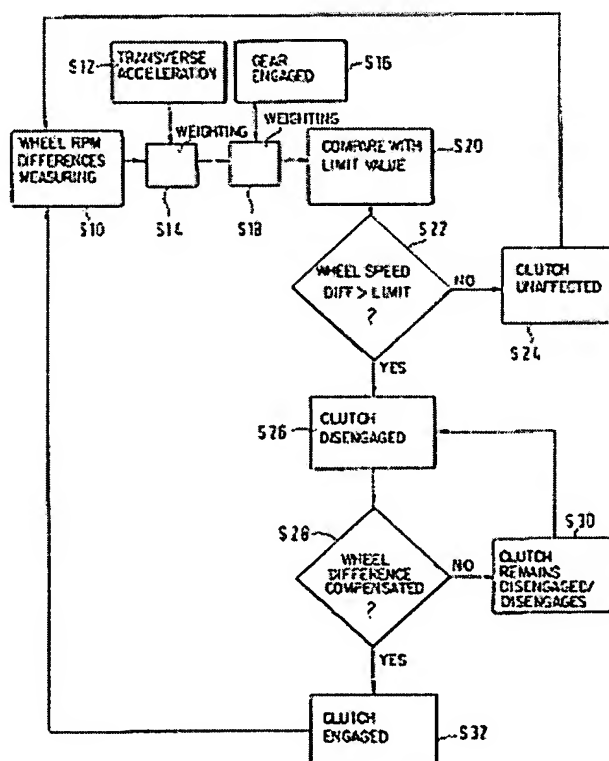 S12
TRANSVERSE
ACCELERATION
GEAR
ENGAGED
S16
WEIGHTING
WEIGHTING
WHEEL RPM
DIFFERENCES
MEASURING
COMPARE WITH
LIMIT VALUE
S20
S10
S14
S18
S22
WHEEL SPEED
DIFF > LIMIT
?
NO
CLUTCH
UNAFFECTED
S24
YES
S26
CLUTCH
DISENGAGED
S28
WHEEL
DIFFERENCE
COMPENSATED
?
NO
S30
CLUTCH
REMAINS
DISENGAGED/
DISENGAGES
YES
CLUTCH
ENGAGED
S32